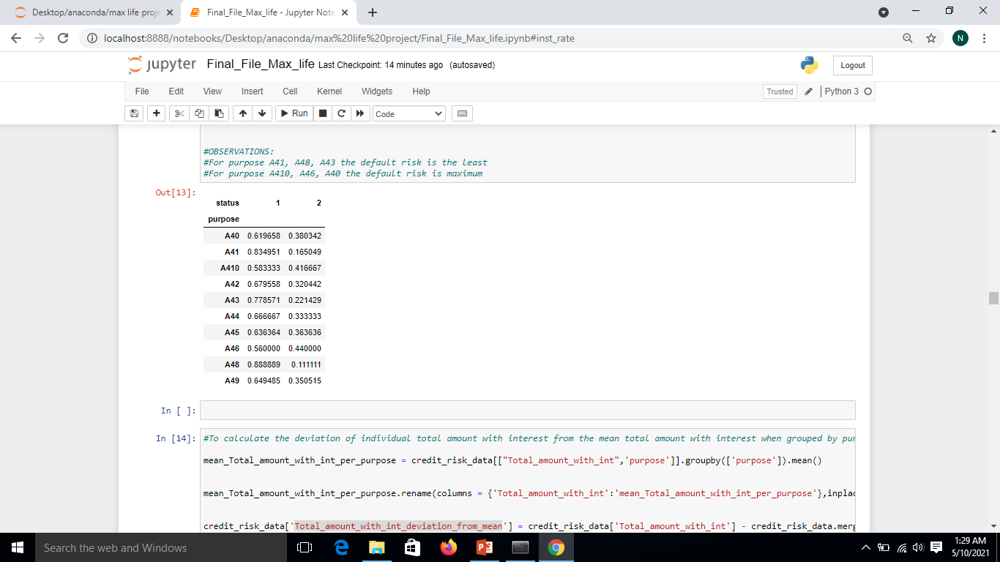 Desktop/anaconda/max life proje
Final_File_Max_life - Jupyter Note
localhost:8888/notebooks/Desktop/anaconda/max%20life%20project/Final_File_Max_life.ipynb#inst_rate
N
jupyter Final_File_Max_life Last Checkpoint: 14 minutes ago (autosaved)
Logout
File Edit View Insert Cell Kernel Widgets Help
Trusted
Python 3
Run
Code
#OBSERVATIONS:
#For purpose A41, A48, A43 the default risk is the least
#For purpose A410, A46, A40 the default risk is maximum
Out[13]:
status 1 2
purpose
A40 0.619658 0.380342
A41 0.834951 0.165049
A410 0.583333 0.416667
A42 0.679558 0.320442
A43 0.778571 0.221429
A44 0.666667 0.333333
A45 0.636364 0.363636
A46 0.560000 0.440000
A48 0.888889 0.111111
A49 0.649485 0.350515
In [ ]:
In [14]: #To calculate the deviation of individual total amount with interest from the mean total amount with interest when grouped by pur
mean_Total_amount_with_int_per_purpose = credit_risk_data[["Total_amount_with_int",'purpose']].groupby(['purpose']).mean()
mean_Total_amount_with_int_per_purpose.rename(columns = {'Total_amount_with_int':'mean_Total_amount_with_int_per_purpose'},inplac
credit_risk_data['Total_amount_with_int_deviation_from_mean'] = credit_risk_data['Total_amount_with_int'] - credit_risk_data.merg
Search the web and Windows
1:29 AM
5/10/2021